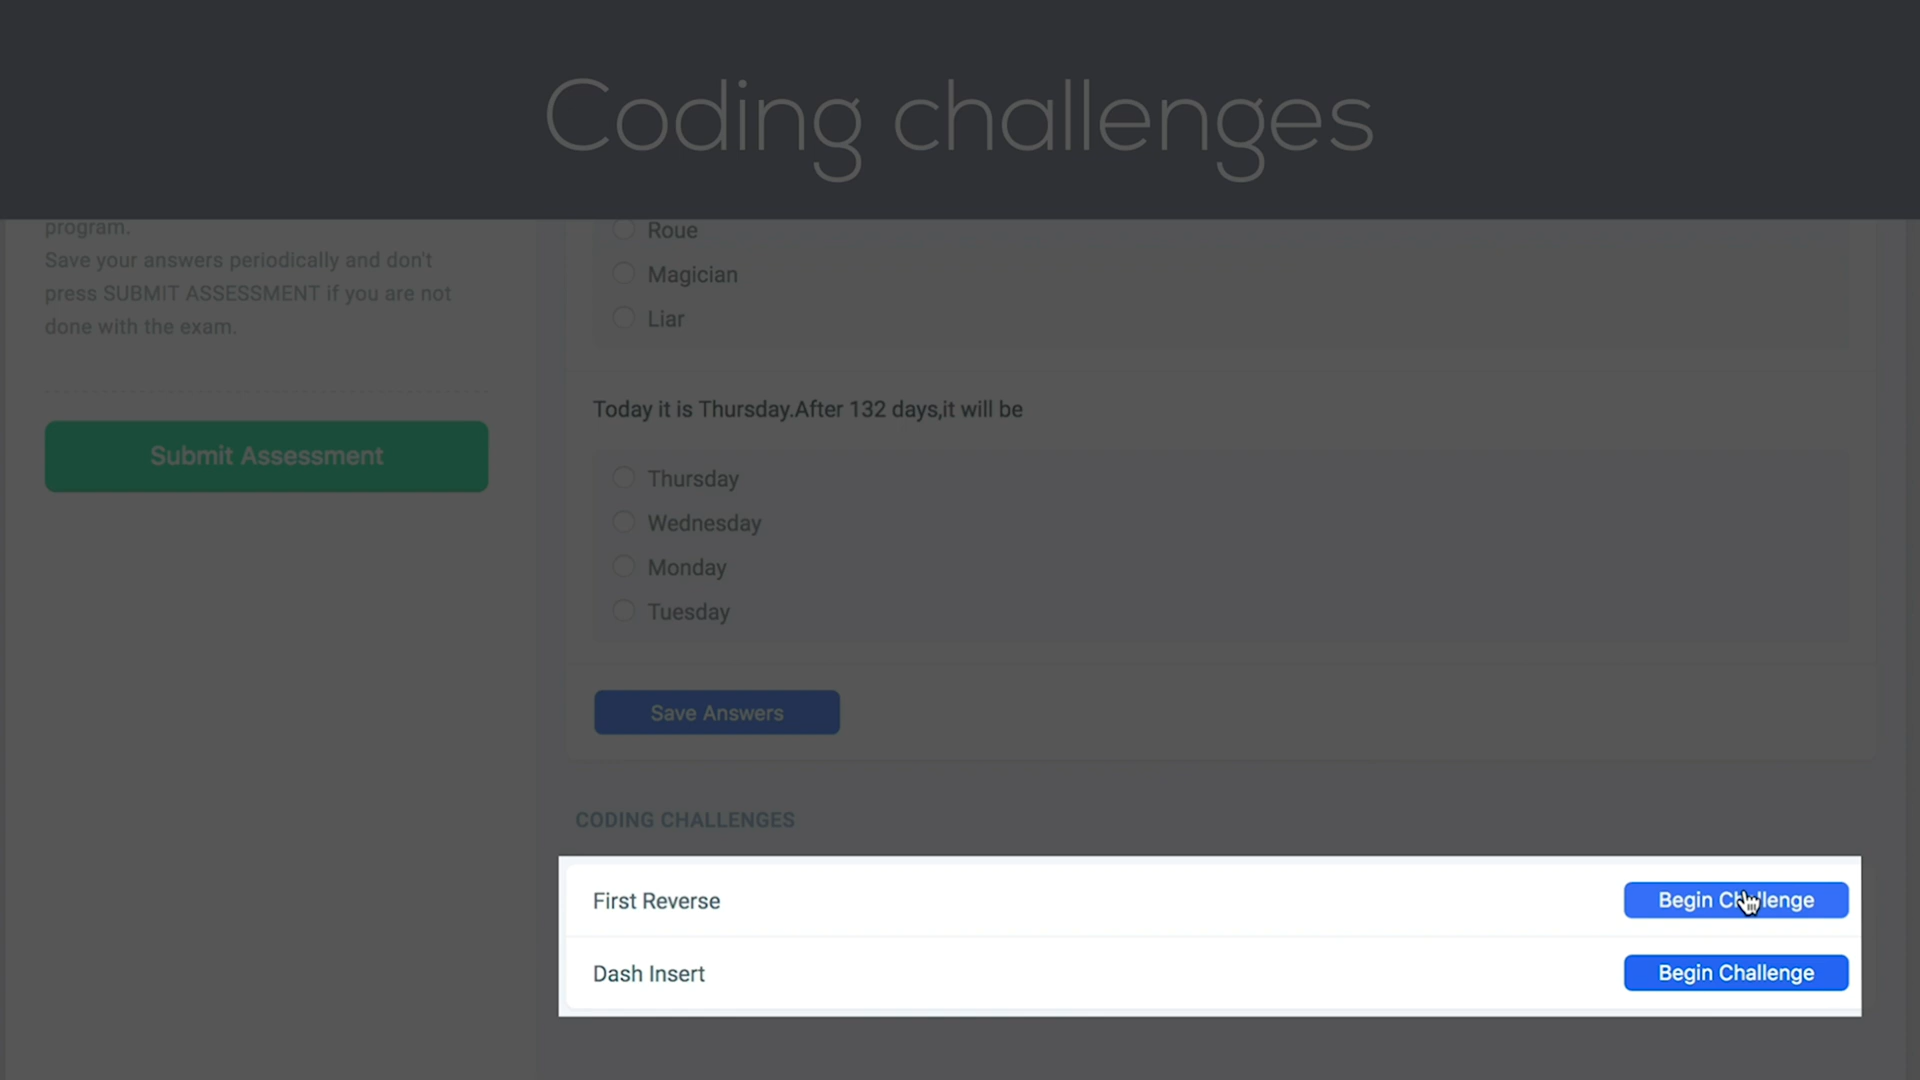 Coding challenges
program.
Save your answers periodically and don't
press SUBMIT ASSESSMENT if you are not
done with the exam.
Submit Assessment
Roue
Magician
Liar
Today it is Thursday.After 132 days,it will be
Thursday
Wednesday
Monday
Tuesday
Save Answers
CODING CHALLENGES
First Reverse
Begin Challenge
Dash Insert
Begin Challenge